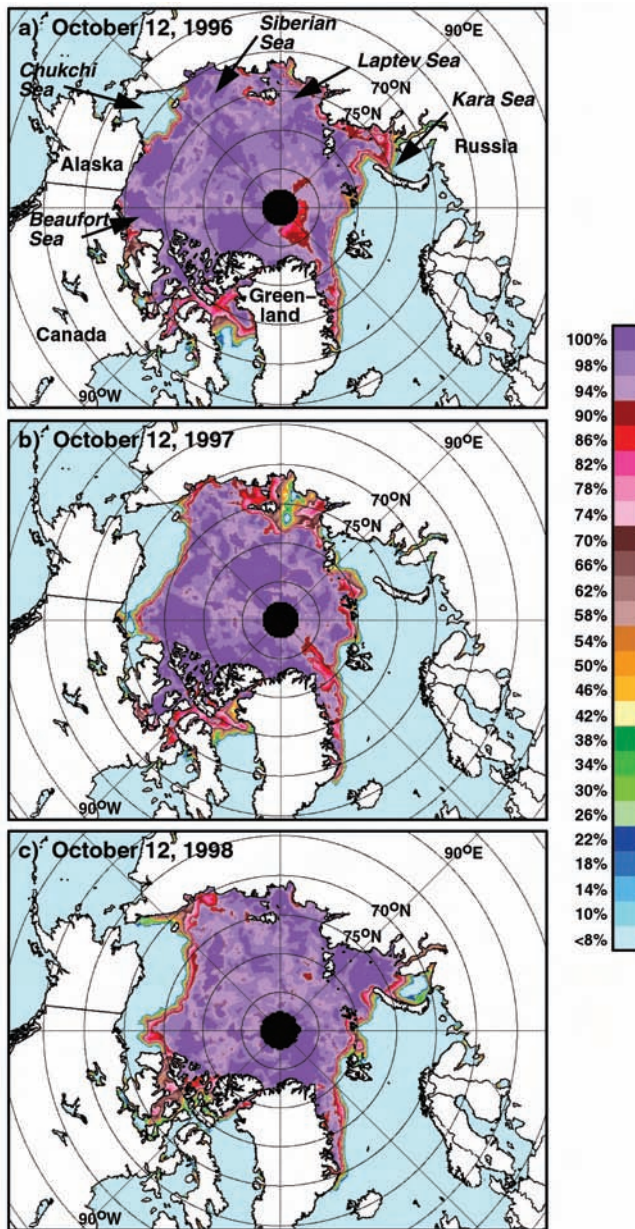 a) October 12, 1996
90°E
Siberian
Sea
Chukchi
Sea
Laptev Sea
70°N
75°N
Kara Sea
Alaska
Russia
Beaufort
Sea
Green-
land
Canada
90°W
b) October 12, 1997
90°E
70°N
75°N
90°W
c) October 12, 1998
90°E
70°N
75°N
90°W
100%
98%
94%
90%
86%
82%
78%
74%
70%
66%
62%
58%
54%
50%
46%
42%
38%
34%
30%
26%
22%
18%
14%
10%
<8%